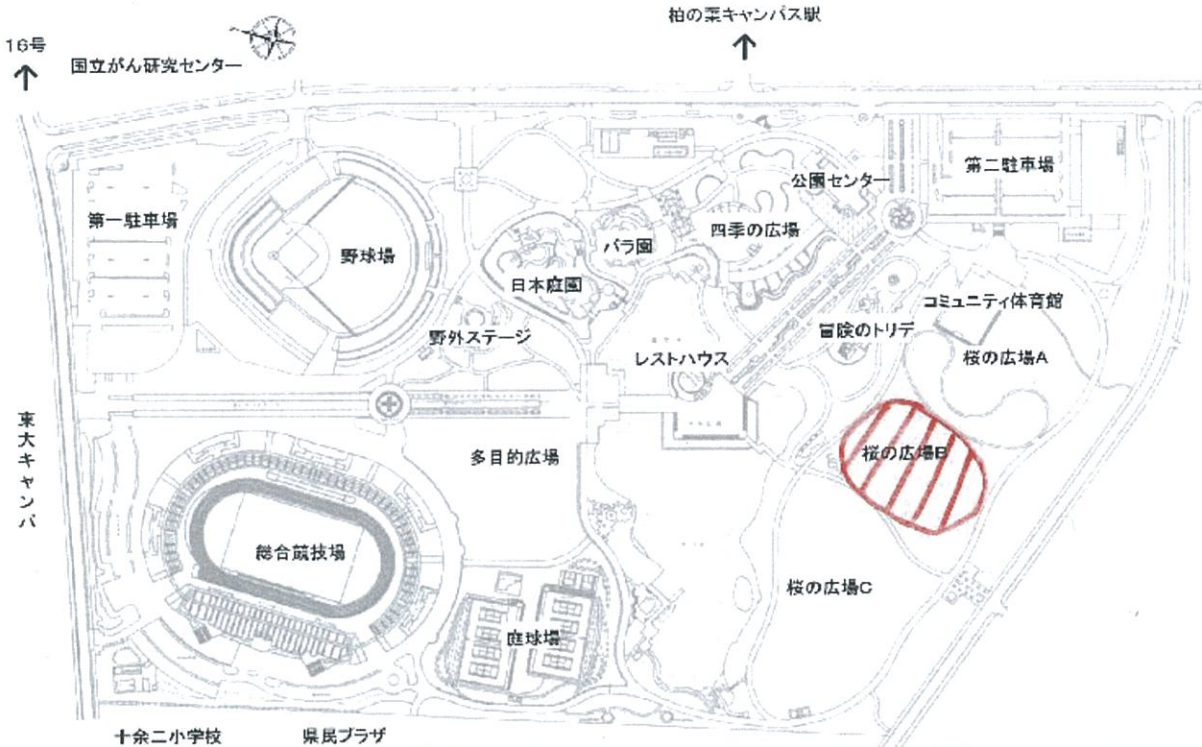 柏の葉キャンパス駅
16号
国立がん研究センター
第一駐車場
野球場
日本庭園
バラ園
四季の広場
公園センター
第二駐車場
野外ステージ
レストハウス
冒険のトリデ
コミュニティ体育館
桜の広場A
東大キャンパ
多目的広場
桜の広場B
総合競技場
庭球場
桜の広場C
十余二小学校
県民プラザ